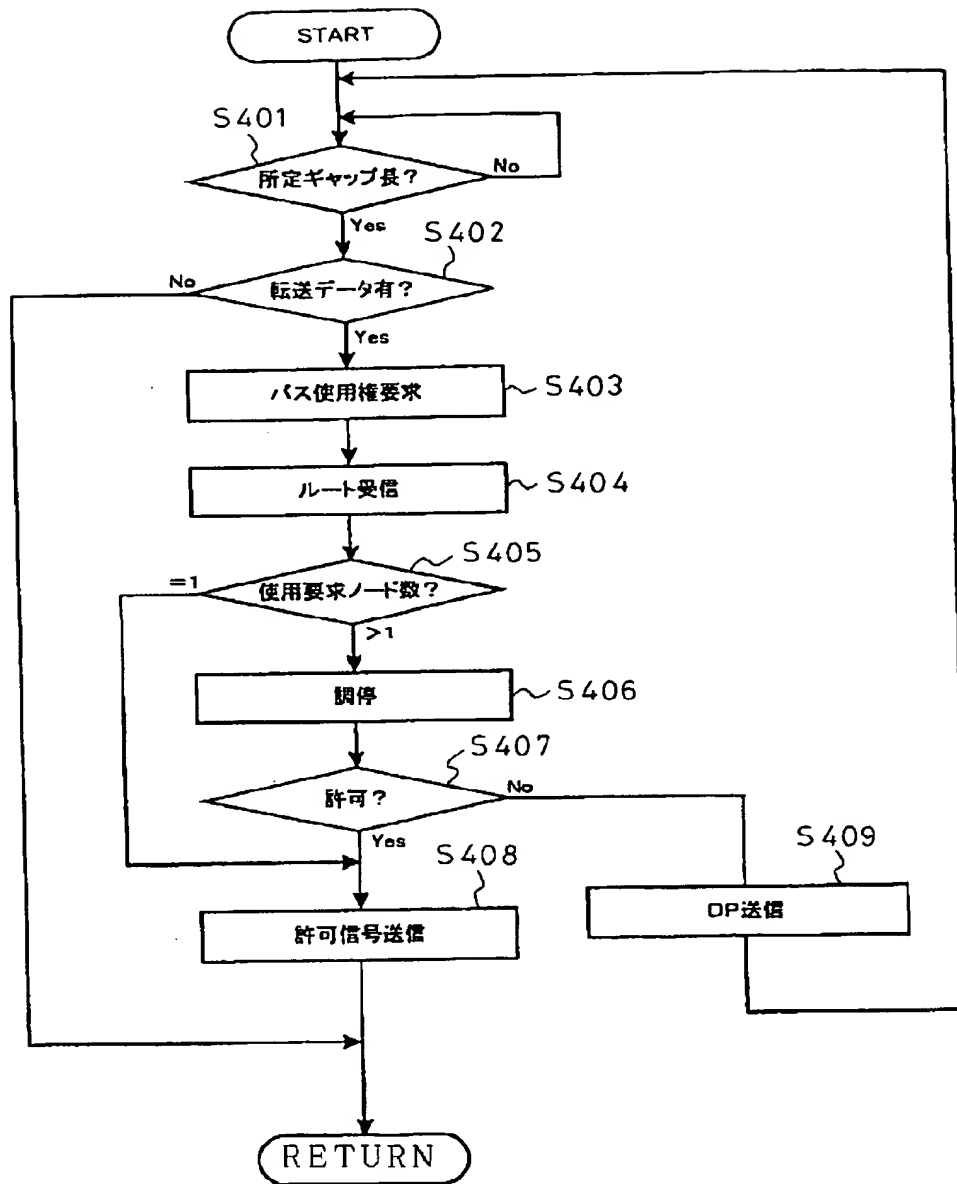 START
S401
所定ギャップ長?
No
Yes
S402
転送データ有?
No
Yes
バス使用権要求
S403
ルート受信
S404
S405
使用要求ノード数?
=1
>1
調停
S406
S407
許可?
No
Yes
S408
許可信号送信
S409
DP送信
RETURN